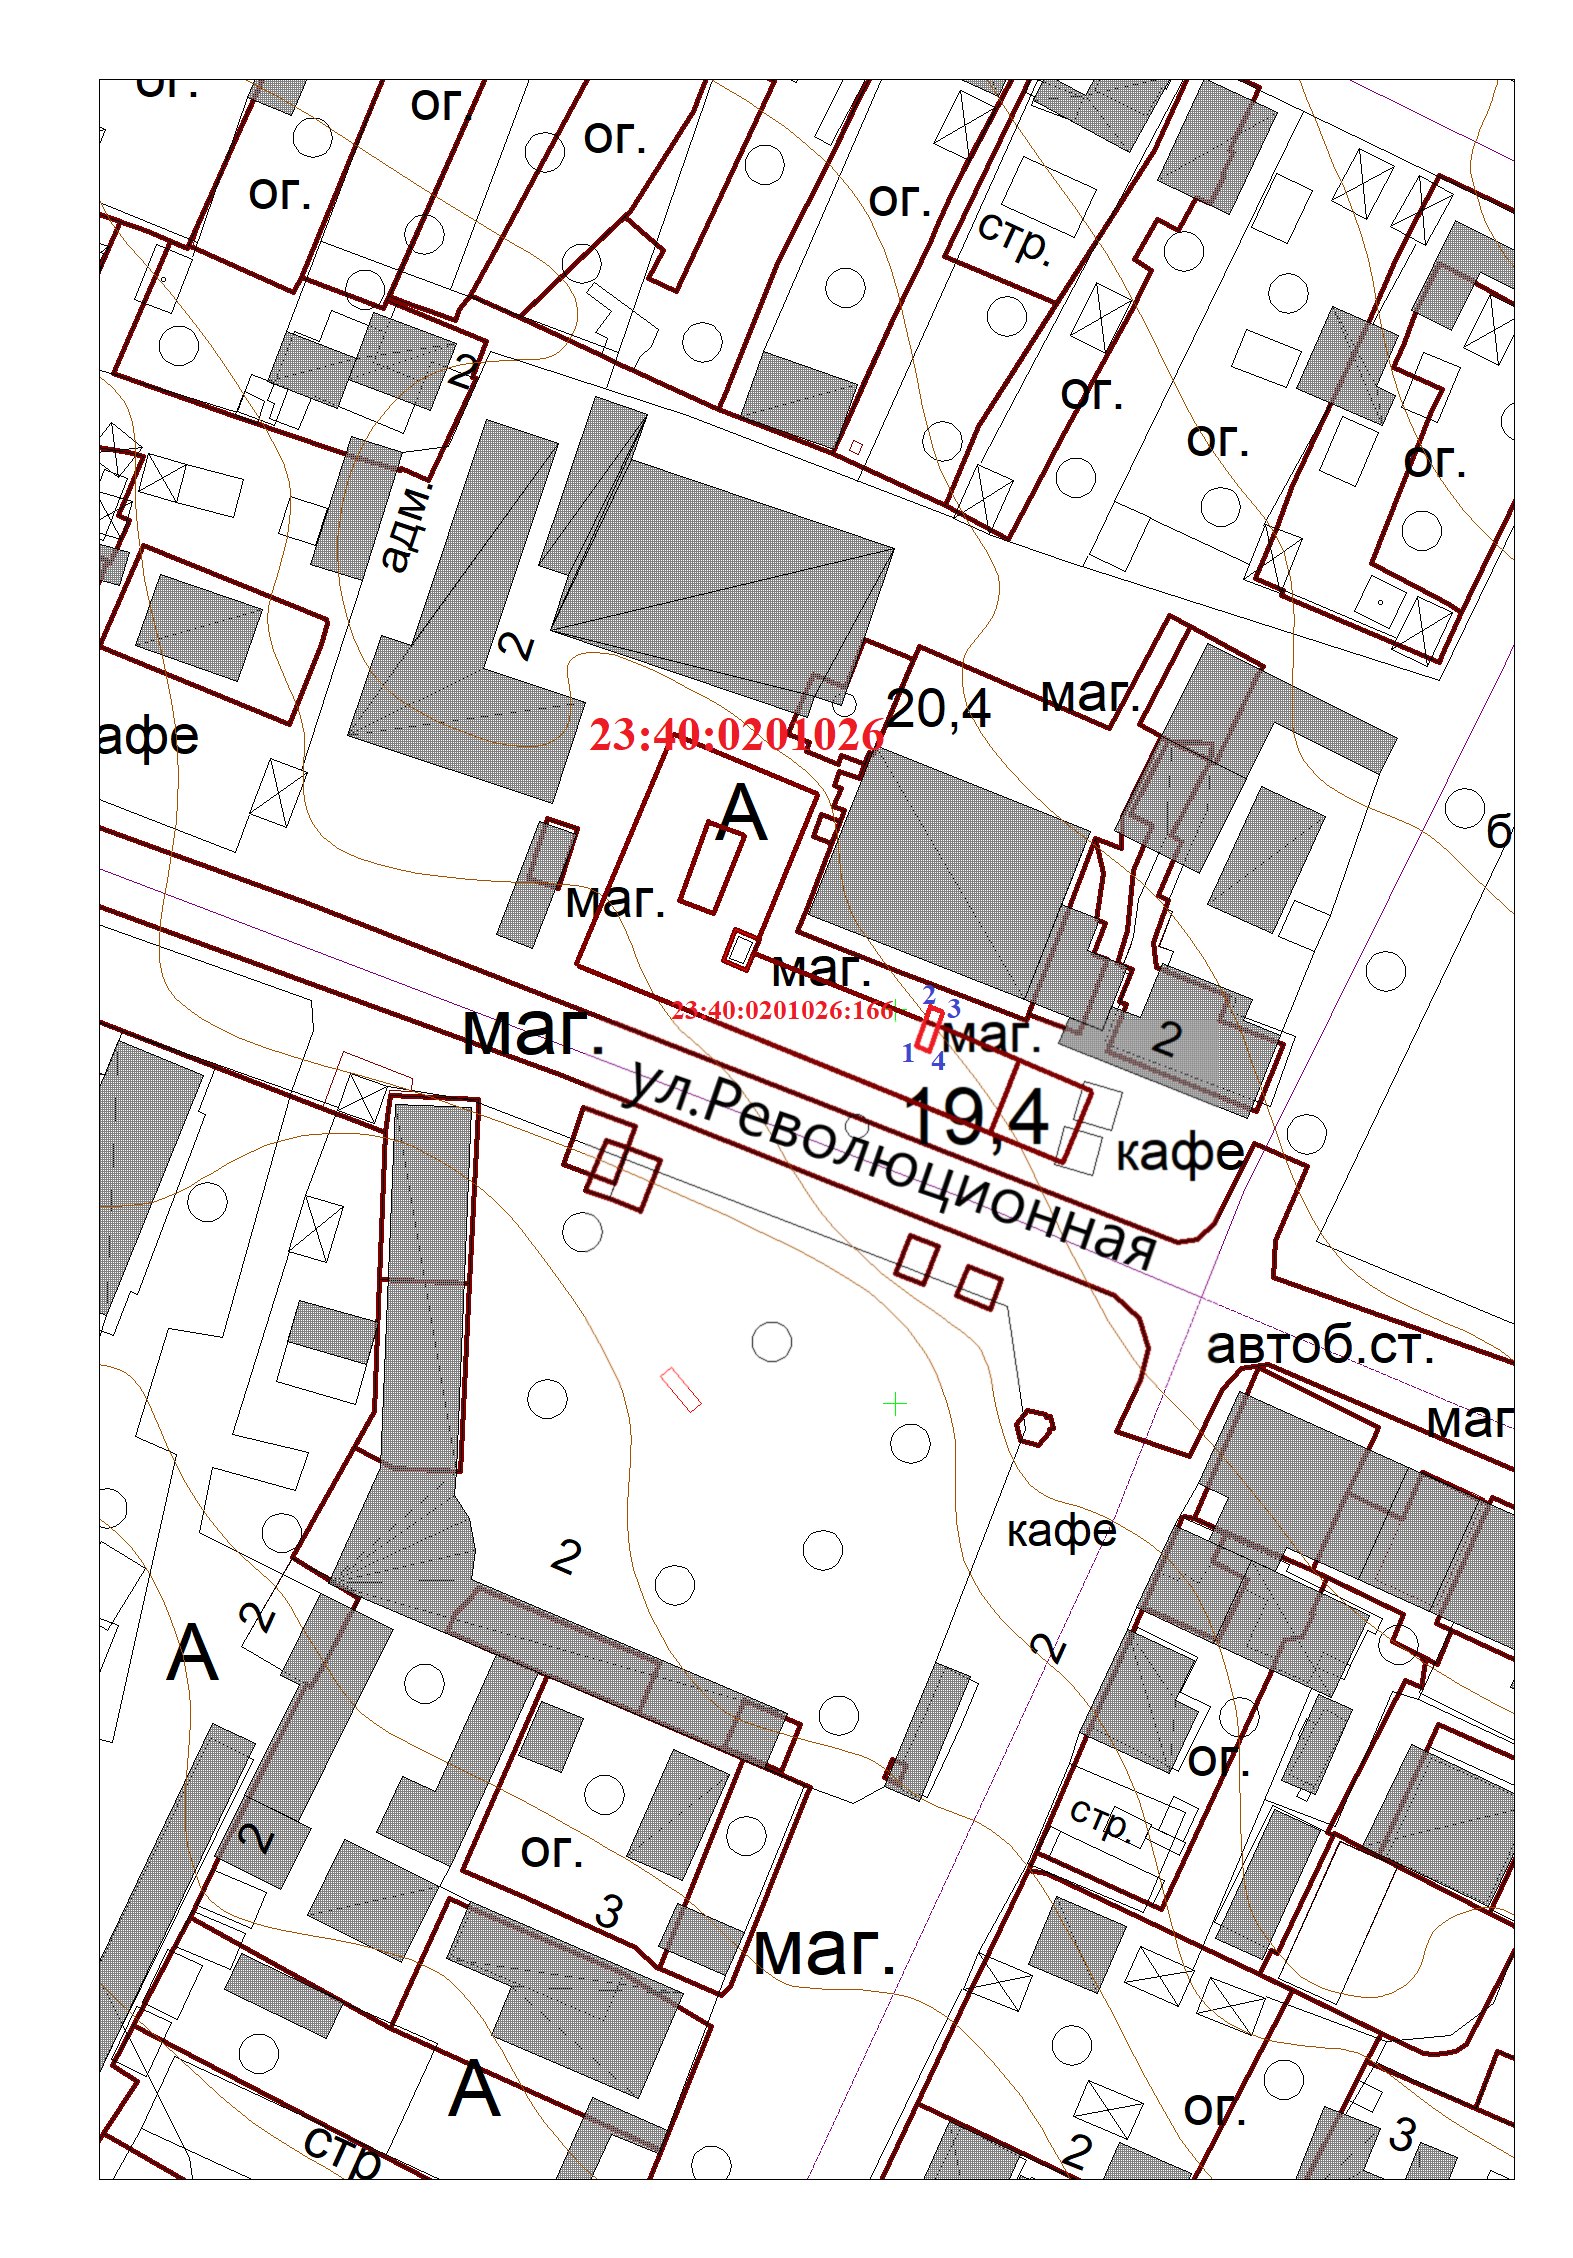 ог.
ог.
ог.
ог.
ог.
стр.
2
ог.
ог.
ог.
адм.
2
маг.
20,4
афе
23:40:0201026
А
б
маг.
маг.
2
3
23:40:0201026:166
маг.
маг.
2
1
4
ул.Революционная
19,4
кафе
автоб.ст.
маг
кафе
2
2
2
А
ог.
стр.
2
ог.
3
маг.
А
ог.
стр
2
3